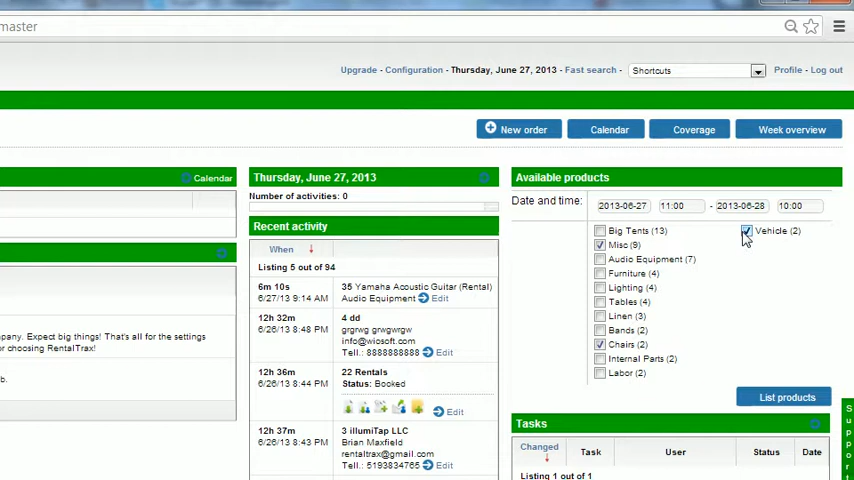 master
Upgrade - Configuration - Thursday, June 27, 2013 - Fast search - Shortcuts Profile - Log out
New order Calendar Coverage Week overview
Calendar
Thursday, June 27, 2013
Number of activities: 0
Recent activity
When
Listing 5 out of 94
6m 10s 35 Yamaha Acoustic Guitar (Rental)
6/27/13 9:14 AM Audio Equipment Edit
12h 32m 4 dd
6/26/13 8:48 PM grgrwg grwgwrgw
info@wiosoft.com
Tell.: 8888888888 Edit
12h 36m 22 Rentals
6/26/13 8:44 PM Status: Booked
Edit
12h 37m 3 illumiTap LLC
6/26/13 8:43 PM Brian Maxfield
rentaltrax@gmail.com
Tell.: 5193834765 Edit
pany. Expect big things! That's all for the settings
or choosing RentalTrax!
b.
Available products
Date and time: 2013-06-27 11:00 - 2013-06-28 10:00
Big Tents (13) Vehicle (2)
Misc (9)
Audio Equipment (7)
Furniture (4)
Lighting (4)
Tables (4)
Linen (3)
Bands (2)
Chairs (2)
Internal Parts (2)
Labor (2)
List products
Tasks
Changed Task User Status Date
Listing 1 out of 1
Support